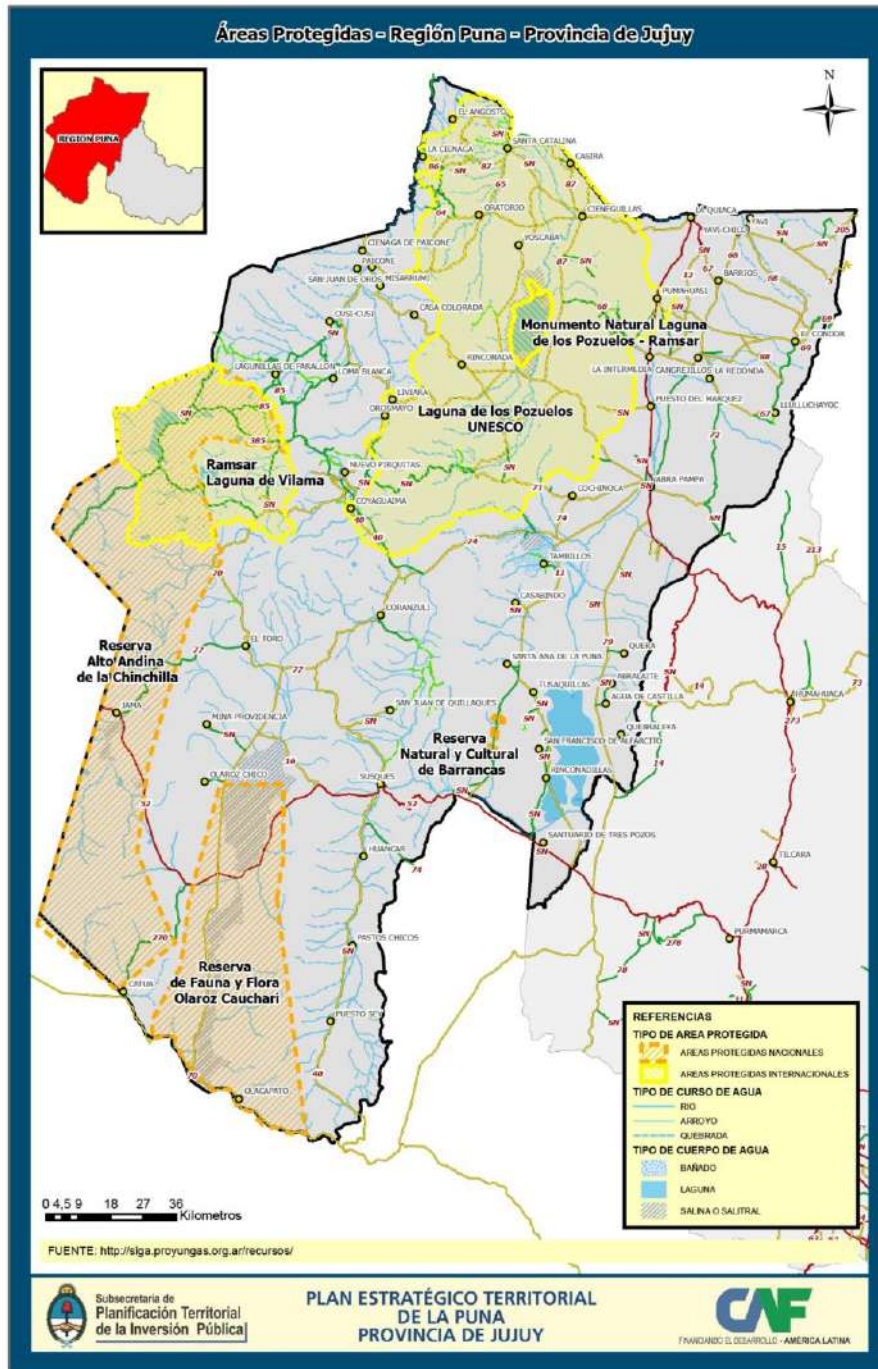 Áreas Protegidas - Región Puna - Provincia de Jujuy
REGION PUNA
N
EL ANGOSTO
SANTA CATALINA
LA CIENAGA
CASIRA
ORATORIO
CIENEGUILLAS
LA QUIACA
YAVI
YAVI CHICO
YOSCABA
CIENAGA DE PAICONE
PAICONE
SAN JUAN DE OROS
MISARRUMI
BARRIOS
PUMAHUASI
CUSI-CUSI
CASA COLORADA
Monumento Natural Laguna
de los Pozuelos - Ramsar
EL CONDOR
RINCONADA
LA INTERMEDIA
CANGREJILLOS
LA REDONDA
LAGUNILLAS DE FARALLON
LOMA BLANCA
LIVIARA
OROSMAYO
Laguna de los Pozuelos
UNESCO
PUESTO DEL MARQUEZ
LLULLUCHAYOC
Ramsar
Laguna de Vilama
NUEVO PIRQUITAS
COYAGUAIMA
COCHINOCA
ABRA PAMPA
TAMBILLOS
CASABINDO
CORANZULI
EL TORO
QUERA
Reserva
Alto Andina
de la Chinchilla
SANTA ANA DE LA PUNA
TUSAQUILLAS
ABRALAITE
AGUA DE CASTILLA
HUMAHUACA
JAMA
MINA PROVIDENCIA
SAN JUAN DE QUILLAQUES
Reserva
Natural y Cultural
de Barrancas
SAN FRANCISCO DE ALFARCITO
QUEBRALEÑA
OLAROZ CHICO
SUSQUES
RINCONADILLAS
SANTUARIO DE TRES POZOS
HUANCAR
TILCARA
PASTOS CHICOS
PURMAMARCA
Reserva
de Fauna y Flora
Olaroz Cauchari
CATUA
PUESTO SEY
OLACAPATO
REFERENCIAS
TIPO DE AREA PROTEGIDA
AREAS PROTEGIDAS NACIONALES
AREAS PROTEGIDAS INTERNACIONALES
TIPO DE CURSO DE AGUA
RIO
ARROYO
QUEBRADA
TIPO DE CUERPO DE AGUA
BAÑADO
LAGUNA
SALINA O SALITRAL
0 4,5 9 18 27 36
Kilometros
FUENTE: http://siga.proyungas.org.ar/recursos/
Subsecretaría de
Planificación Territorial
de la Inversión Pública
PLAN ESTRATÉGICO TERRITORIAL
DE LA PUNA
PROVINCIA DE JUJUY
CAF
FINANCIANDO EL DESARROLLO - AMÉRICA LATINA